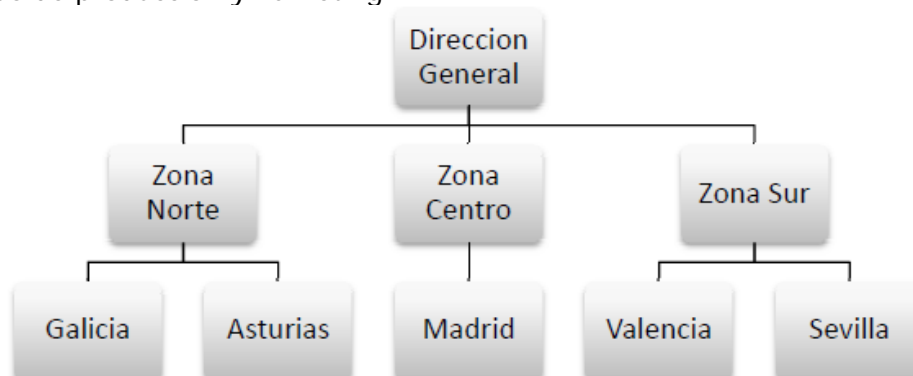 Direccion
General
Zona
Norte
Zona
Centro
Zona Sur
Galicia
Asturias
Madrid
Valencia
Sevilla